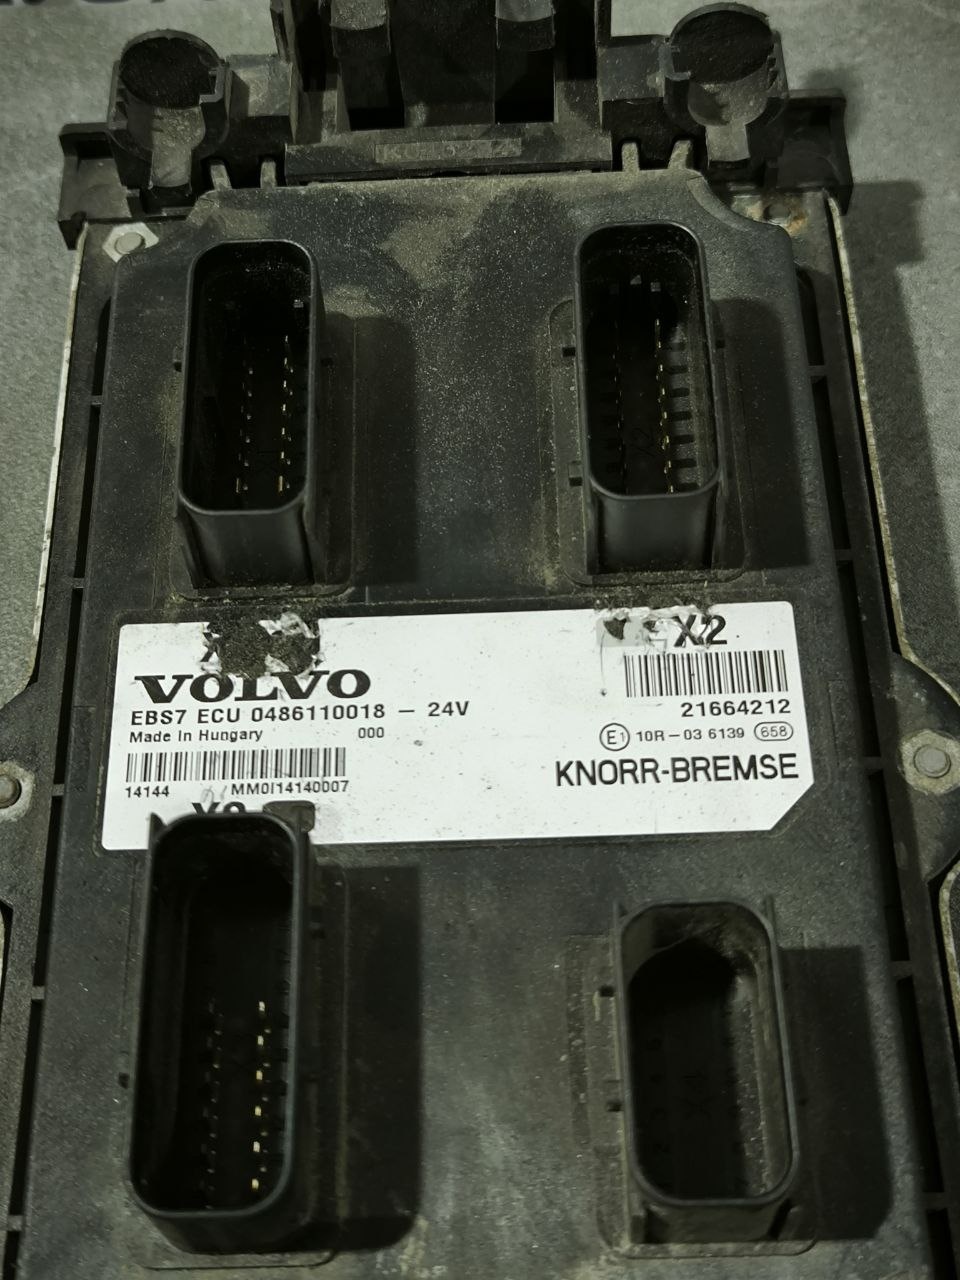 X2
VOLVO
EBS7 ECU 0486110018 — 24V
21664212
Made In Hungary 000
E1 10R — 03 6139 658
KNORR-BREMSE
14144 MM0I14140007